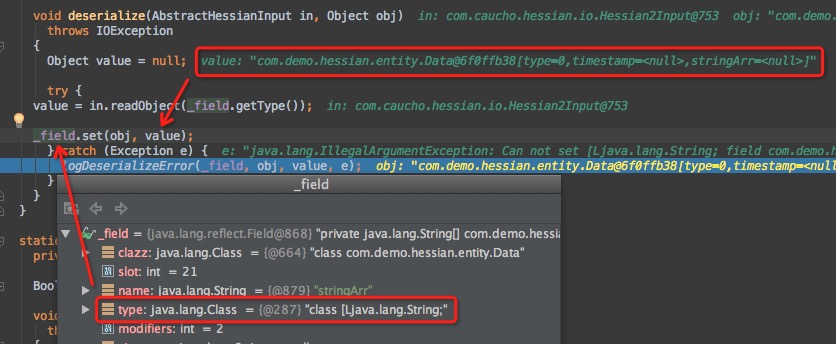 void deserialize(AbstractHessianInput in, Object obj)  in: com.caucho.hessian.io.Hessian2Input@753  obj: "com.
throws IOException
{
Object value = null;  value: "com.demo.hessian.entity.Data@6f0ffb38[type=0,timestamp=<null>,stringArr=<null>]"
try {
value = in.readObject(_field.getType());  in: com.caucho.hessian.io.Hessian2Input@753
_field.set(obj, value);
} catch (Exception e) {  e: "java.lang.IllegalArgumentException: Can not set [Ljava.lang.String; field com.demo.h
logDeserializeError(_field, obj, value, e);  obj: "com.demo.hessian.entity.Data@6f0ffb38[type=0,timestamp=<null
}
}
}
_field
_field = {java.lang.reflect.Field@868} "private java.lang.String[] com.demo.hessia
clazz: java.lang.Class = {@664} "class com.demo.hessian.entity.Data"
slot: int = 21
name: java.lang.String = {@879} "stringArr"
type: java.lang.Class = {@287} "class [Ljava.lang.String;"
modifiers: int = 2
stat
priv
Bool
void
th
{